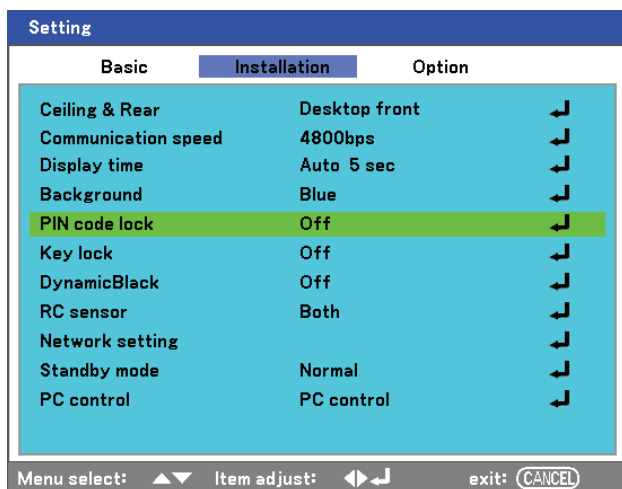 Setting
Basic Installation Option
Ceiling & Rear Desktop front
Communication speed 4800bps
Display time Auto 5 sec
Background Blue
PIN code lock Off
Key lock Off
DynamicBlack Off
RC sensor Both
Network setting
Standby mode Normal
PC control PC control
Menu select: ▲▼ Item adjust: ◀▶↵ exit: CANCEL